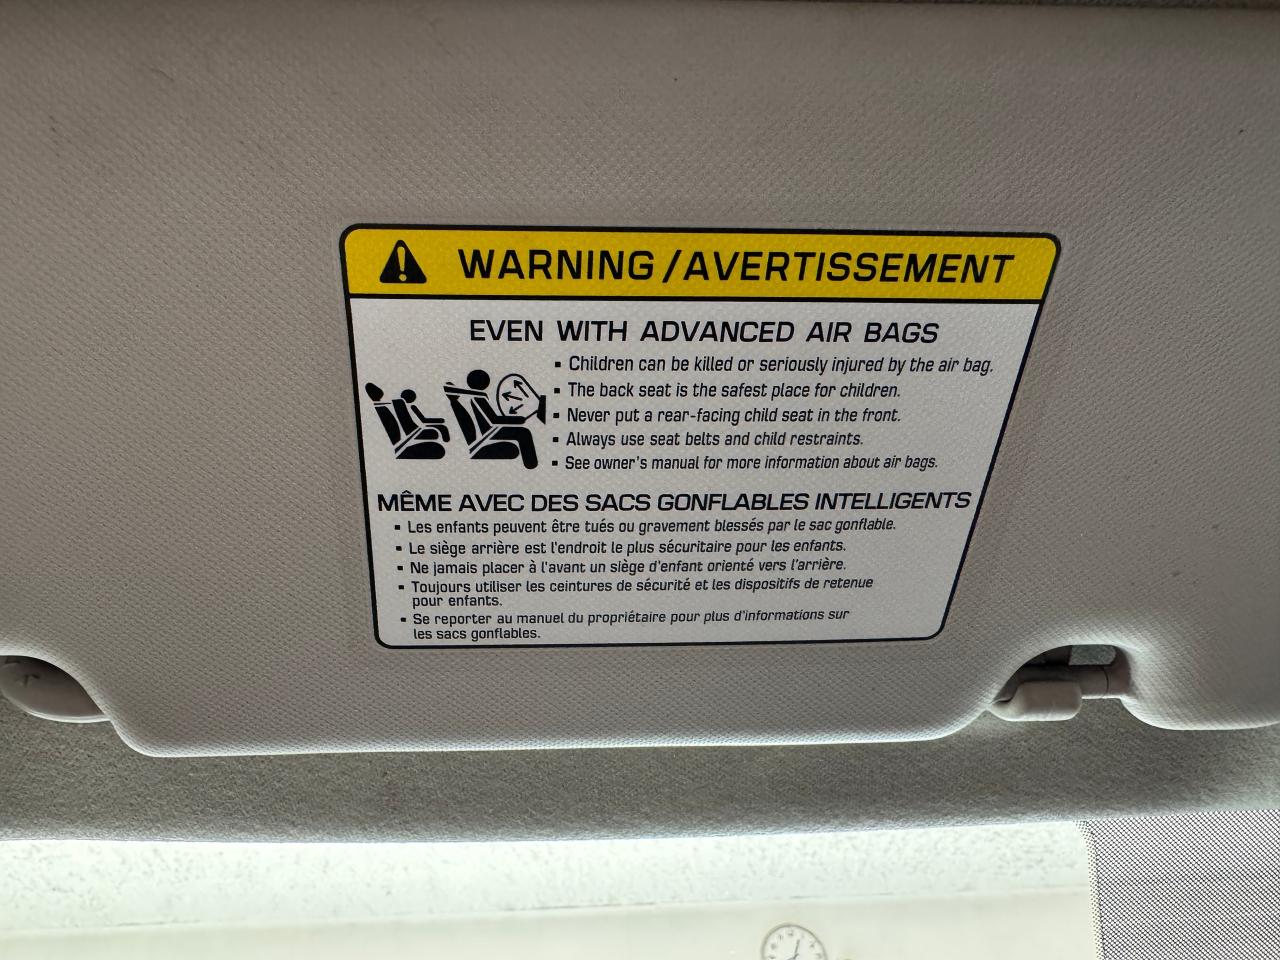 WARNING/AVERTISSEMENT
EVEN WITH ADVANCED AIR BAGS
▪ Children can be killed or seriously injured by the air bag.
▪ The back seat is the safest place for children.
▪ Never put a rear-facing child seat in the front.
▪ Always use seat belts and child restraints.
▪ See owner's manual for more information about air bags.
MÊME AVEC DES SACS GONFLABLES INTELLIGENTS
▪ Les enfants peuvent être tués ou gravement blessés par le sac gonflable.
▪ Le siège arrière est l'endroit le plus sécuritaire pour les enfants.
▪ Ne jamais placer à l'avant un siège d'enfant orienté vers l'arrière.
▪ Toujours utiliser les ceintures de sécurité et les dispositifs de retenue
pour enfants.
▪ Se reporter au manuel du propriétaire pour plus d'informations sur
les sacs gonflables.